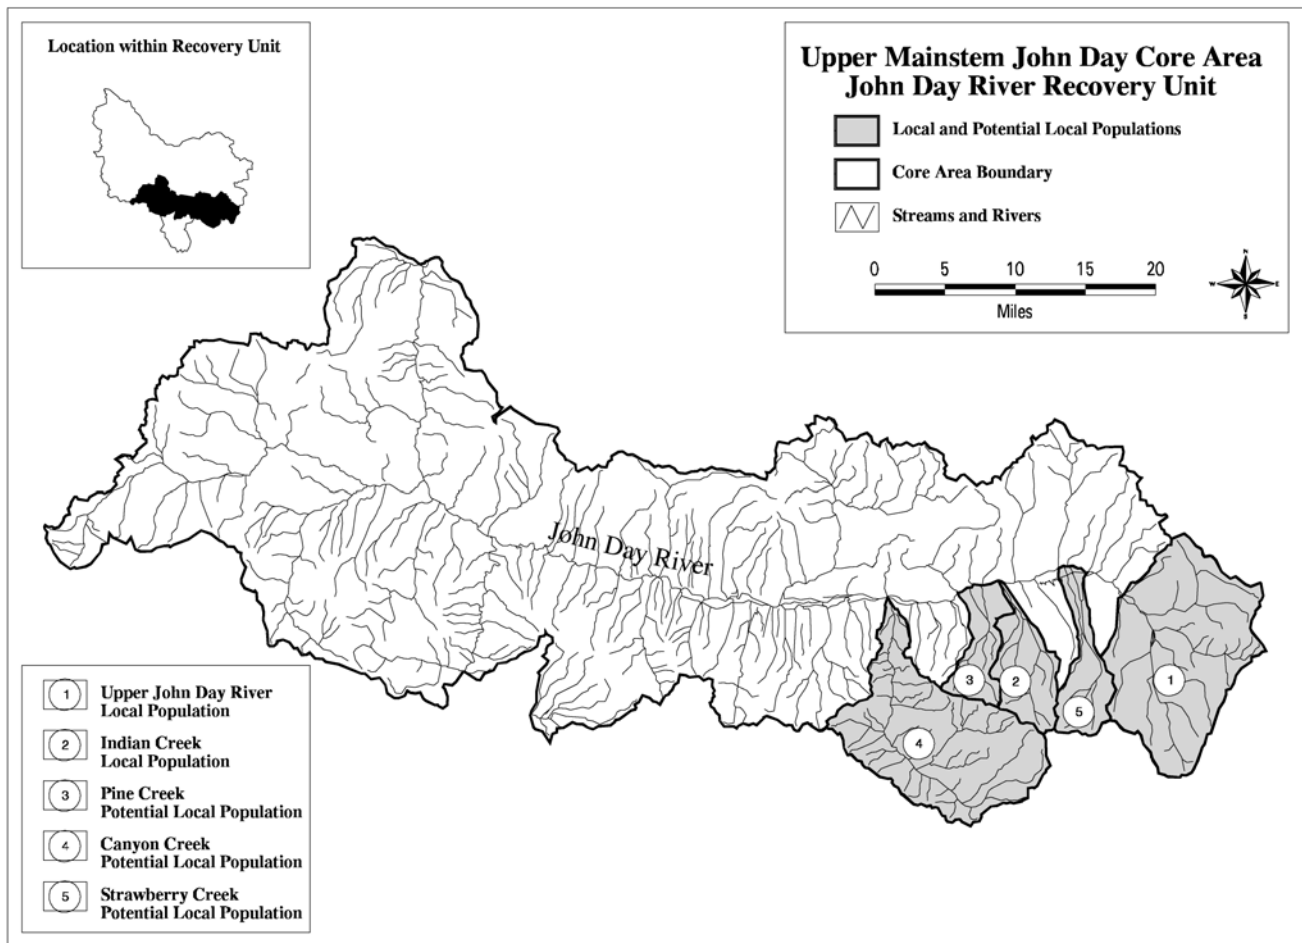 Location within Recovery Unit
Upper Mainstem John Day Core Area
John Day River Recovery Unit
Local and Potential Local Populations
Core Area Boundary
Streams and Rivers
0 5 10 15 20
Miles
N
W E
S
John Day River
3 2 1
5
4
1 Upper John Day River
Local Population
2 Indian Creek
Local Population
3 Pine Creek
Potential Local Population
4 Canyon Creek
Potential Local Population
5 Strawberry Creek
Potential Local Population